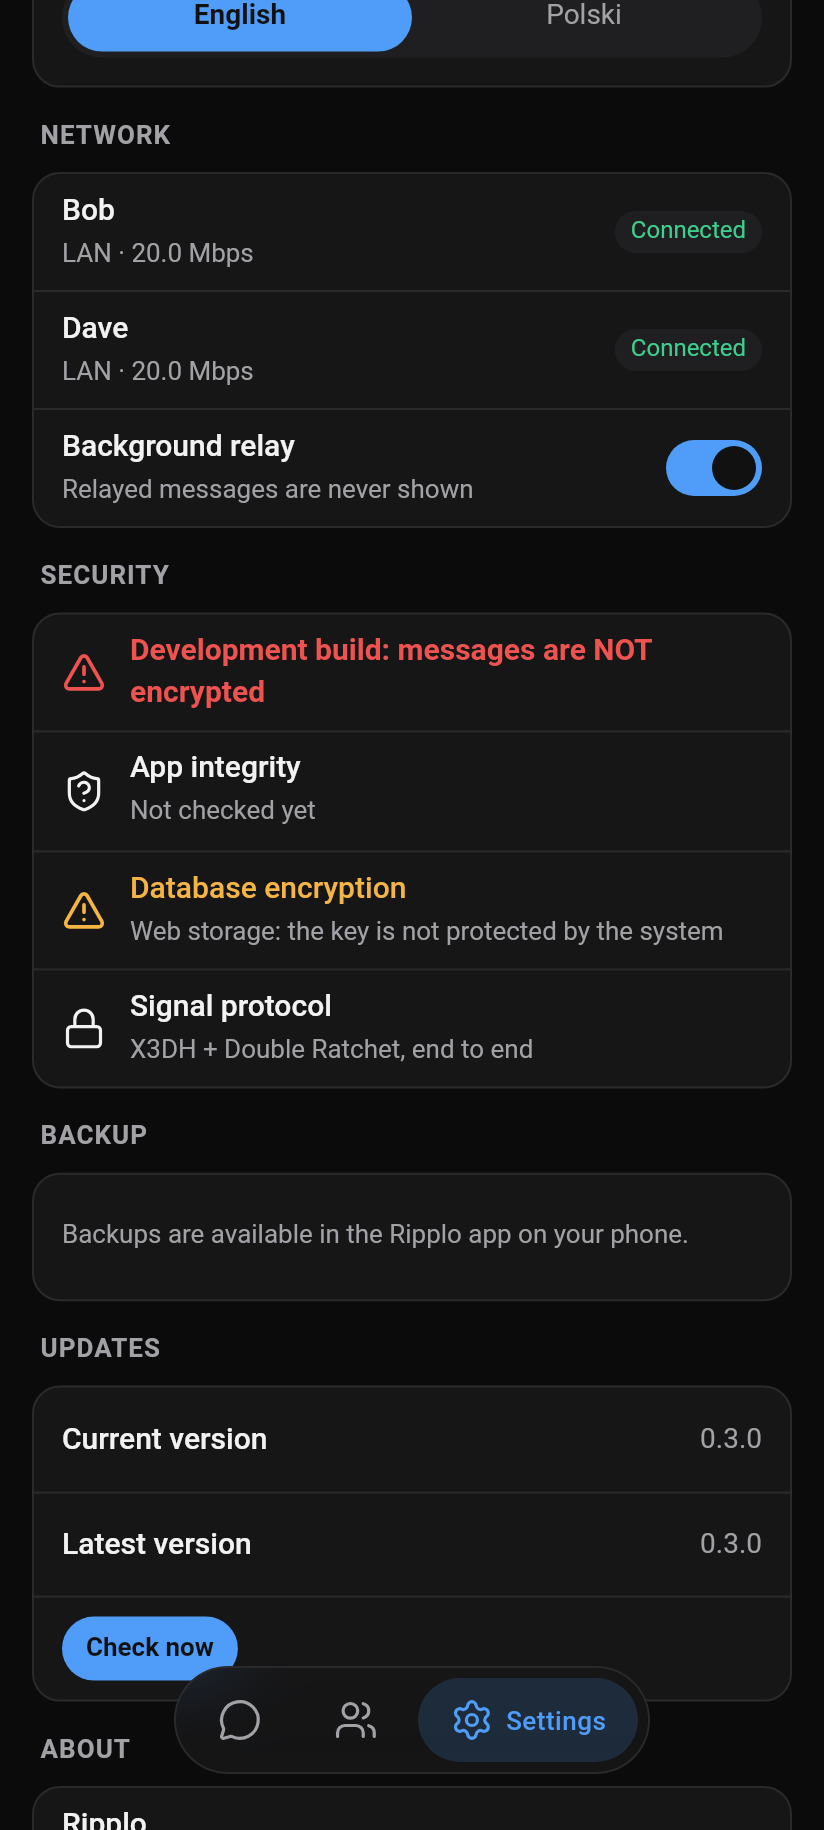 English
Polski
NETWORK
Bob
LAN · 20.0 Mbps
Connected
Dave
LAN · 20.0 Mbps
Connected
Background relay
Relayed messages are never shown
SECURITY
Development build: messages are NOT
encrypted
App integrity
Not checked yet
Database encryption
Web storage: the key is not protected by the system
Signal protocol
X3DH + Double Ratchet, end to end
BACKUP
Backups are available in the Ripplo app on your phone.
UPDATES
Current version
0.3.0
Latest version
0.3.0
Check now
Settings
ABOUT
Ripplo